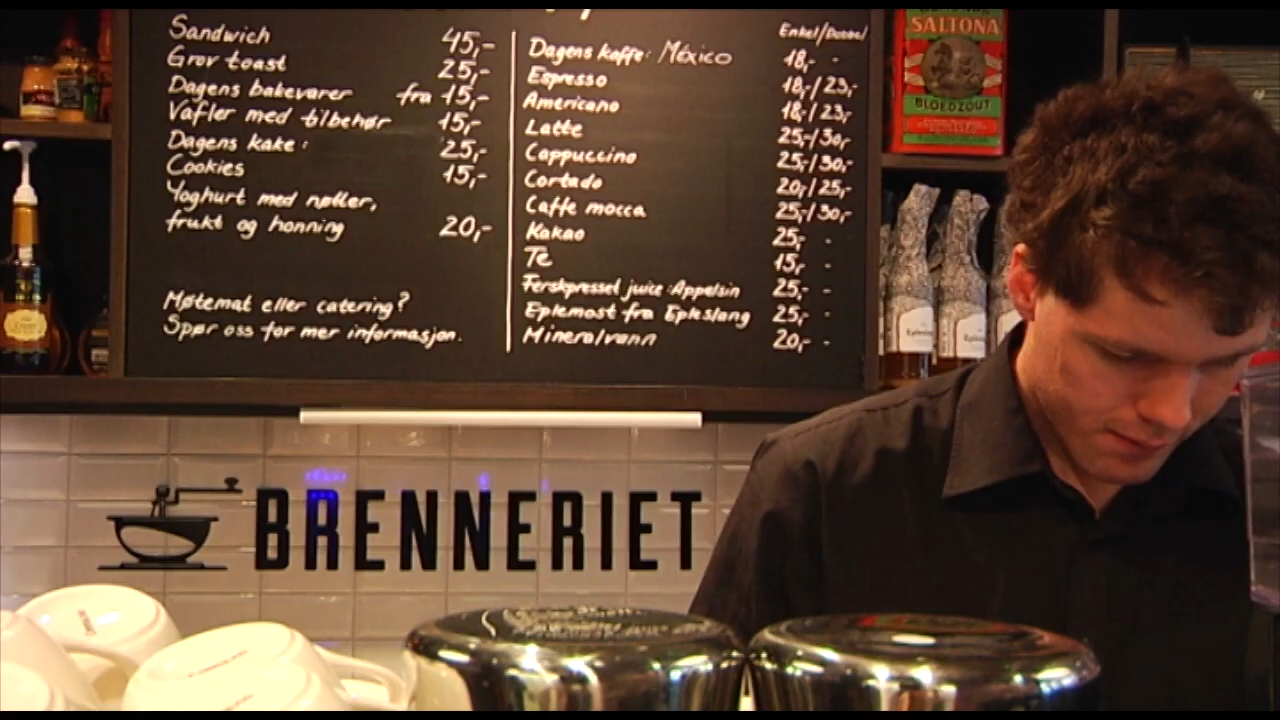 Sandwich 45,-
Grov toast 25,-
Dagens bakevarer fra 15,-
Vafler med tilbehør 15,-
Dagens kake: 25,-
Cookies 15,-
Yoghurt med nøtter,
frukt og honning 20,-
Møtemat eller catering?
Spør oss for mer informasjon.
Enkel/Dobbel
Dagens kaffe: México 18,- -
Espresso 18,-/23,-
Americano 18,-/23,-
Latte 25,-/30,-
Cappuccino 25,-/30,-
Cortado 20,-/25,-
Caffe mocca 25,-/30,-
Kakao 25,- -
Te 15,- -
Ferskpresset juice: Appelsin 25,- -
Eplemost fra Epleslang 25,- -
Mineralvann 20,- -
SALTONA
BLOEDZOUT
BRENNERIET